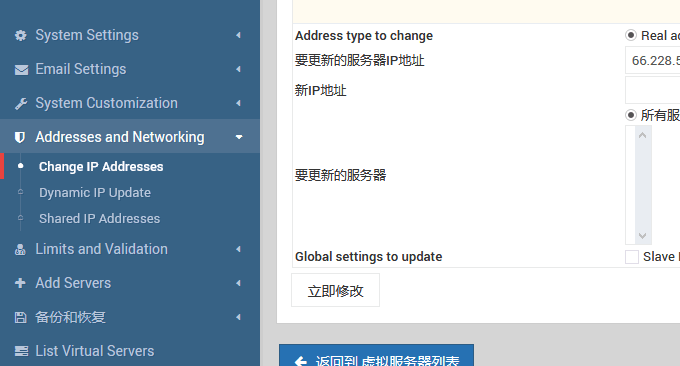 System Settings
Email Settings
System Customization
Addresses and Networking
Change IP Addresses
Dynamic IP Update
Shared IP Addresses
Limits and Validation
Add Servers
备份和恢复
List Virtual Servers
Address type to change
Real
要更新的服务器IP地址
66.228.5
新IP地址
所有服
要更新的服务器
Global settings to update
Slave
立即修改
返回到 虚拟服务器列表